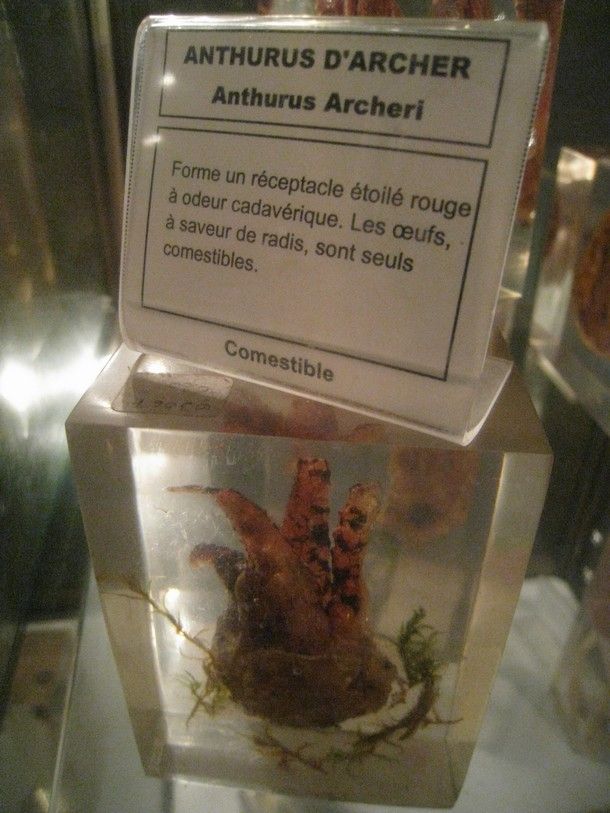 ANTHURUS D'ARCHER
Anthurus Archeri
Forme un réceptacle étoilé rouge
à odeur cadavérique. Les œufs,
à saveur de radis, sont seuls
comestibles.
Comestible